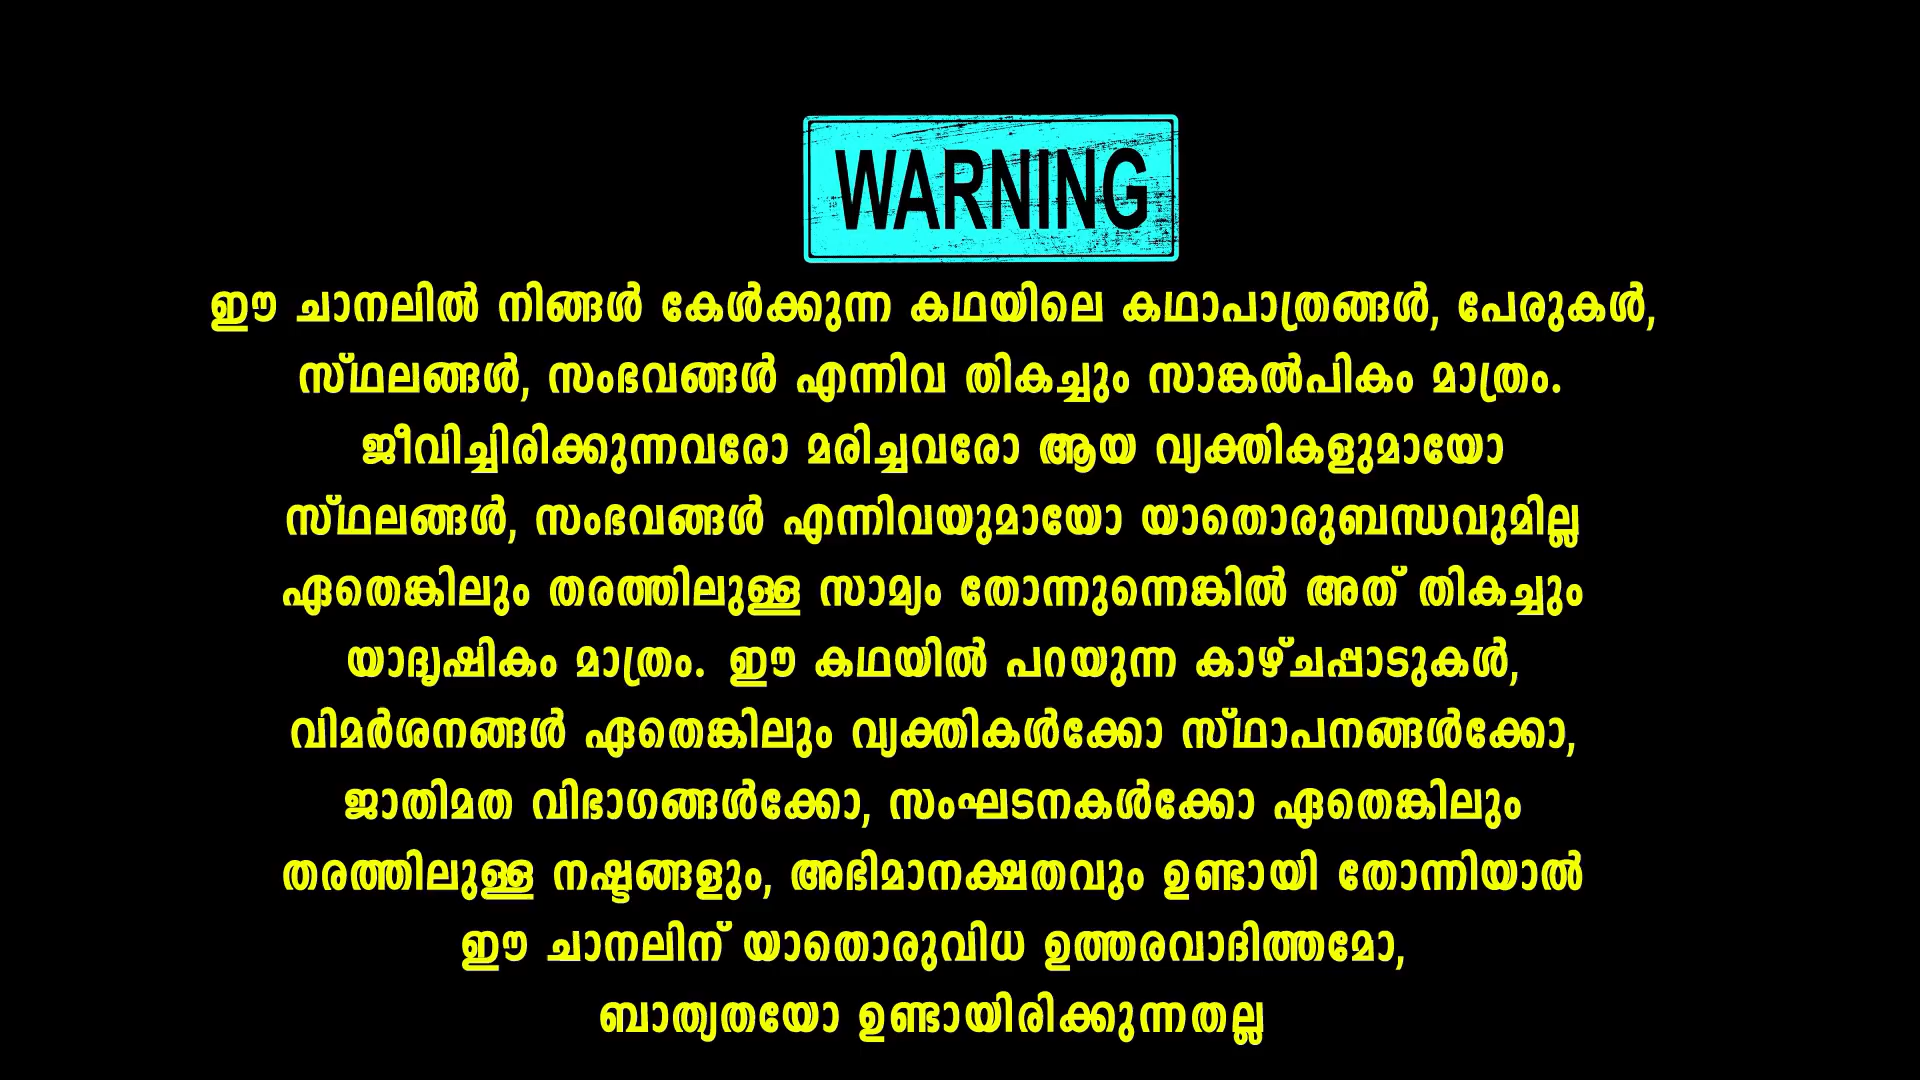 WARNING
ഈ ചാനലിൽ നിങ്ങൾ കേൾക്കുന്ന കഥയിലെ കഥാപാത്രങ്ങൾ, പേരുകൾ,
സ്ഥലങ്ങൾ, സംഭവങ്ങൾ എന്നിവ തികച്ചും സാങ്കൽപികം മാത്രം.
ജീവിച്ചിരിക്കുന്നവരോ മരിച്ചവരോ ആയ വ്യക്തികളുമായോ
സ്ഥലങ്ങൾ, സംഭവങ്ങൾ എന്നിവയുമായോ യാതൊരുബന്ധവുമില്ല
ഏതെങ്കിലും തരത്തിലുള്ള സാമ്യം തോന്നുന്നെങ്കിൽ അത് തികച്ചും
യാദൃഷികം മാത്രം. ഈ കഥയിൽ പറയുന്ന കാഴ്ചപ്പാടുകൾ,
വിമർശനങ്ങൾ ഏതെങ്കിലും വ്യക്തികൾക്കോ സ്ഥാപനങ്ങൾക്കോ,
ജാതിമത വിഭാഗങ്ങൾക്കോ, സംഘടനകൾക്കോ ഏതെങ്കിലും
തരത്തിലുള്ള നഷ്ടങ്ങളും, അഭിമാനക്ഷതവും ഉണ്ടായി തോന്നിയാൽ
ഈ ചാനലിന് യാതൊരുവിധ ഉത്തരവാദിത്തമോ,
ബാത്യതയോ ഉണ്ടായിരിക്കുന്നതല്ല